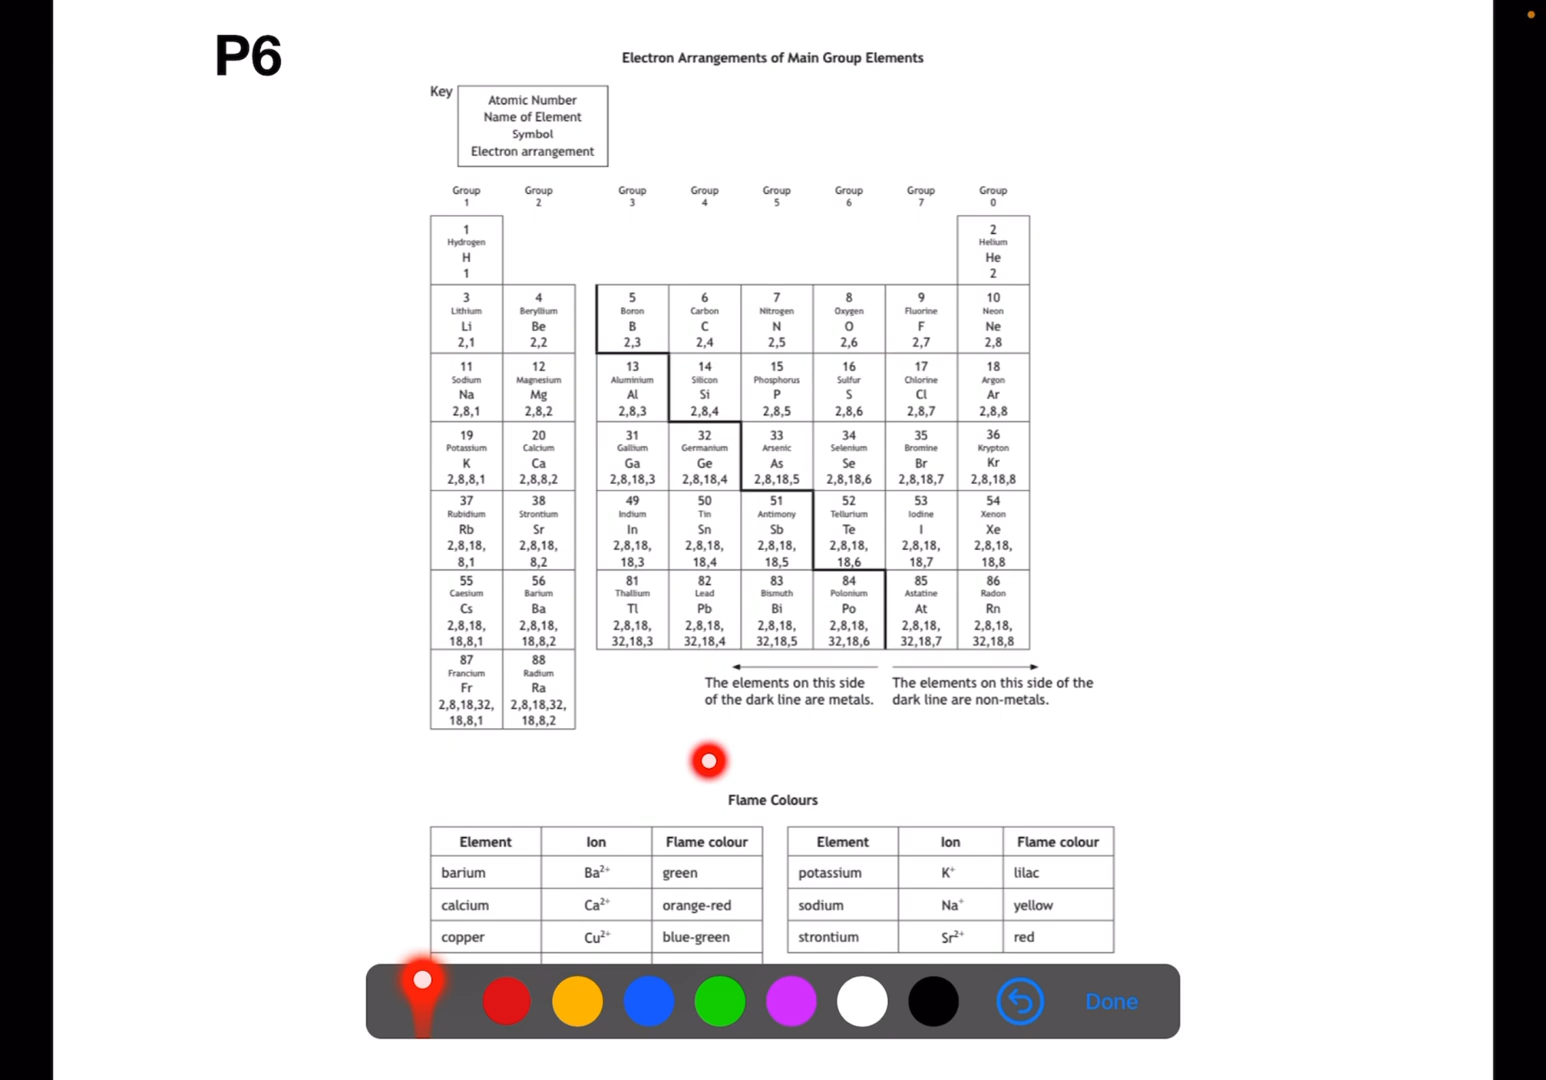 P6
Electron Arrangements of Main Group Elements
Key
Atomic Number
Name of Element
Symbol
Electron arrangement
Group Group Group Group Group Group Group Group
1 2 3 4 5 6 7 0
1 2
Hydrogen Helium
H He
1 2
3 4 5 6 7 8 9 10
Lithium Beryllium Boron Carbon Nitrogen Oxygen Fluorine Neon
Li Be B C N O F Ne
2,1 2,2 2,3 2,4 2,5 2,6 2,7 2,8
11 12 13 14 15 16 17 18
Sodium Magnesium Aluminium Silicon Phosphorus Sulfur Chlorine Argon
Na Mg Al Si P S Cl Ar
2,8,1 2,8,2 2,8,3 2,8,4 2,8,5 2,8,6 2,8,7 2,8,8
19 20 31 32 33 34 35 36
Potassium Calcium Gallium Germanium Arsenic Selenium Bromine Krypton
K Ca Ga Ge As Se Br Kr
2,8,8,1 2,8,8,2 2,8,18,3 2,8,18,4 2,8,18,5 2,8,18,6 2,8,18,7 2,8,18,8
37 38 49 50 51 52 53 54
Rubidium Strontium Indium Tin Antimony Tellurium Iodine Xenon
Rb Sr In Sn Sb Te I Xe
2,8,18, 2,8,18, 2,8,18, 2,8,18, 2,8,18, 2,8,18, 2,8,18, 2,8,18,
8,1 8,2 18,3 18,4 18,5 18,6 18,7 18,8
55 56 81 82 83 84 85 86
Caesium Barium Thallium Lead Bismuth Polonium Astatine Radon
Cs Ba Tl Pb Bi Po At Rn
2,8,18, 2,8,18, 2,8,18, 2,8,18, 2,8,18, 2,8,18, 2,8,18, 2,8,18,
18,8,1 18,8,2 32,18,3 32,18,4 32,18,5 32,18,6 32,18,7 32,18,8
87 88
Francium Radium
Fr Ra
2,8,18,32, 2,8,18,32,
18,8,1 18,8,2
The elements on this side
of the dark line are metals.
The elements on this side of the
dark line are non-metals.
Flame Colours
Element Ion Flame colour
barium Ba²⁺ green
calcium Ca²⁺ orange-red
copper Cu²⁺ blue-green
Element Ion Flame colour
potassium K⁺ lilac
sodium Na⁺ yellow
strontium Sr²⁺ red
Done